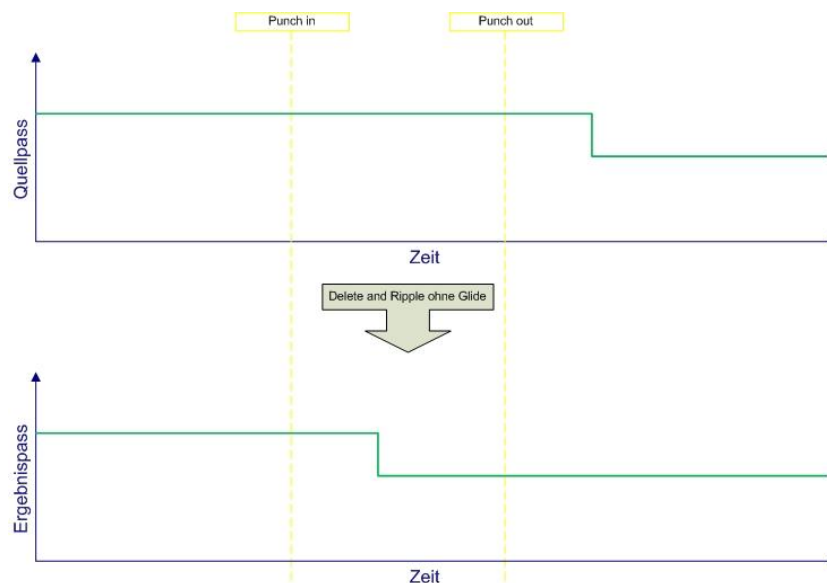 Punch in
Punch out
Quellpass
Zeit
Delete and Ripple ohne Glide
Ergebnispass
Zeit